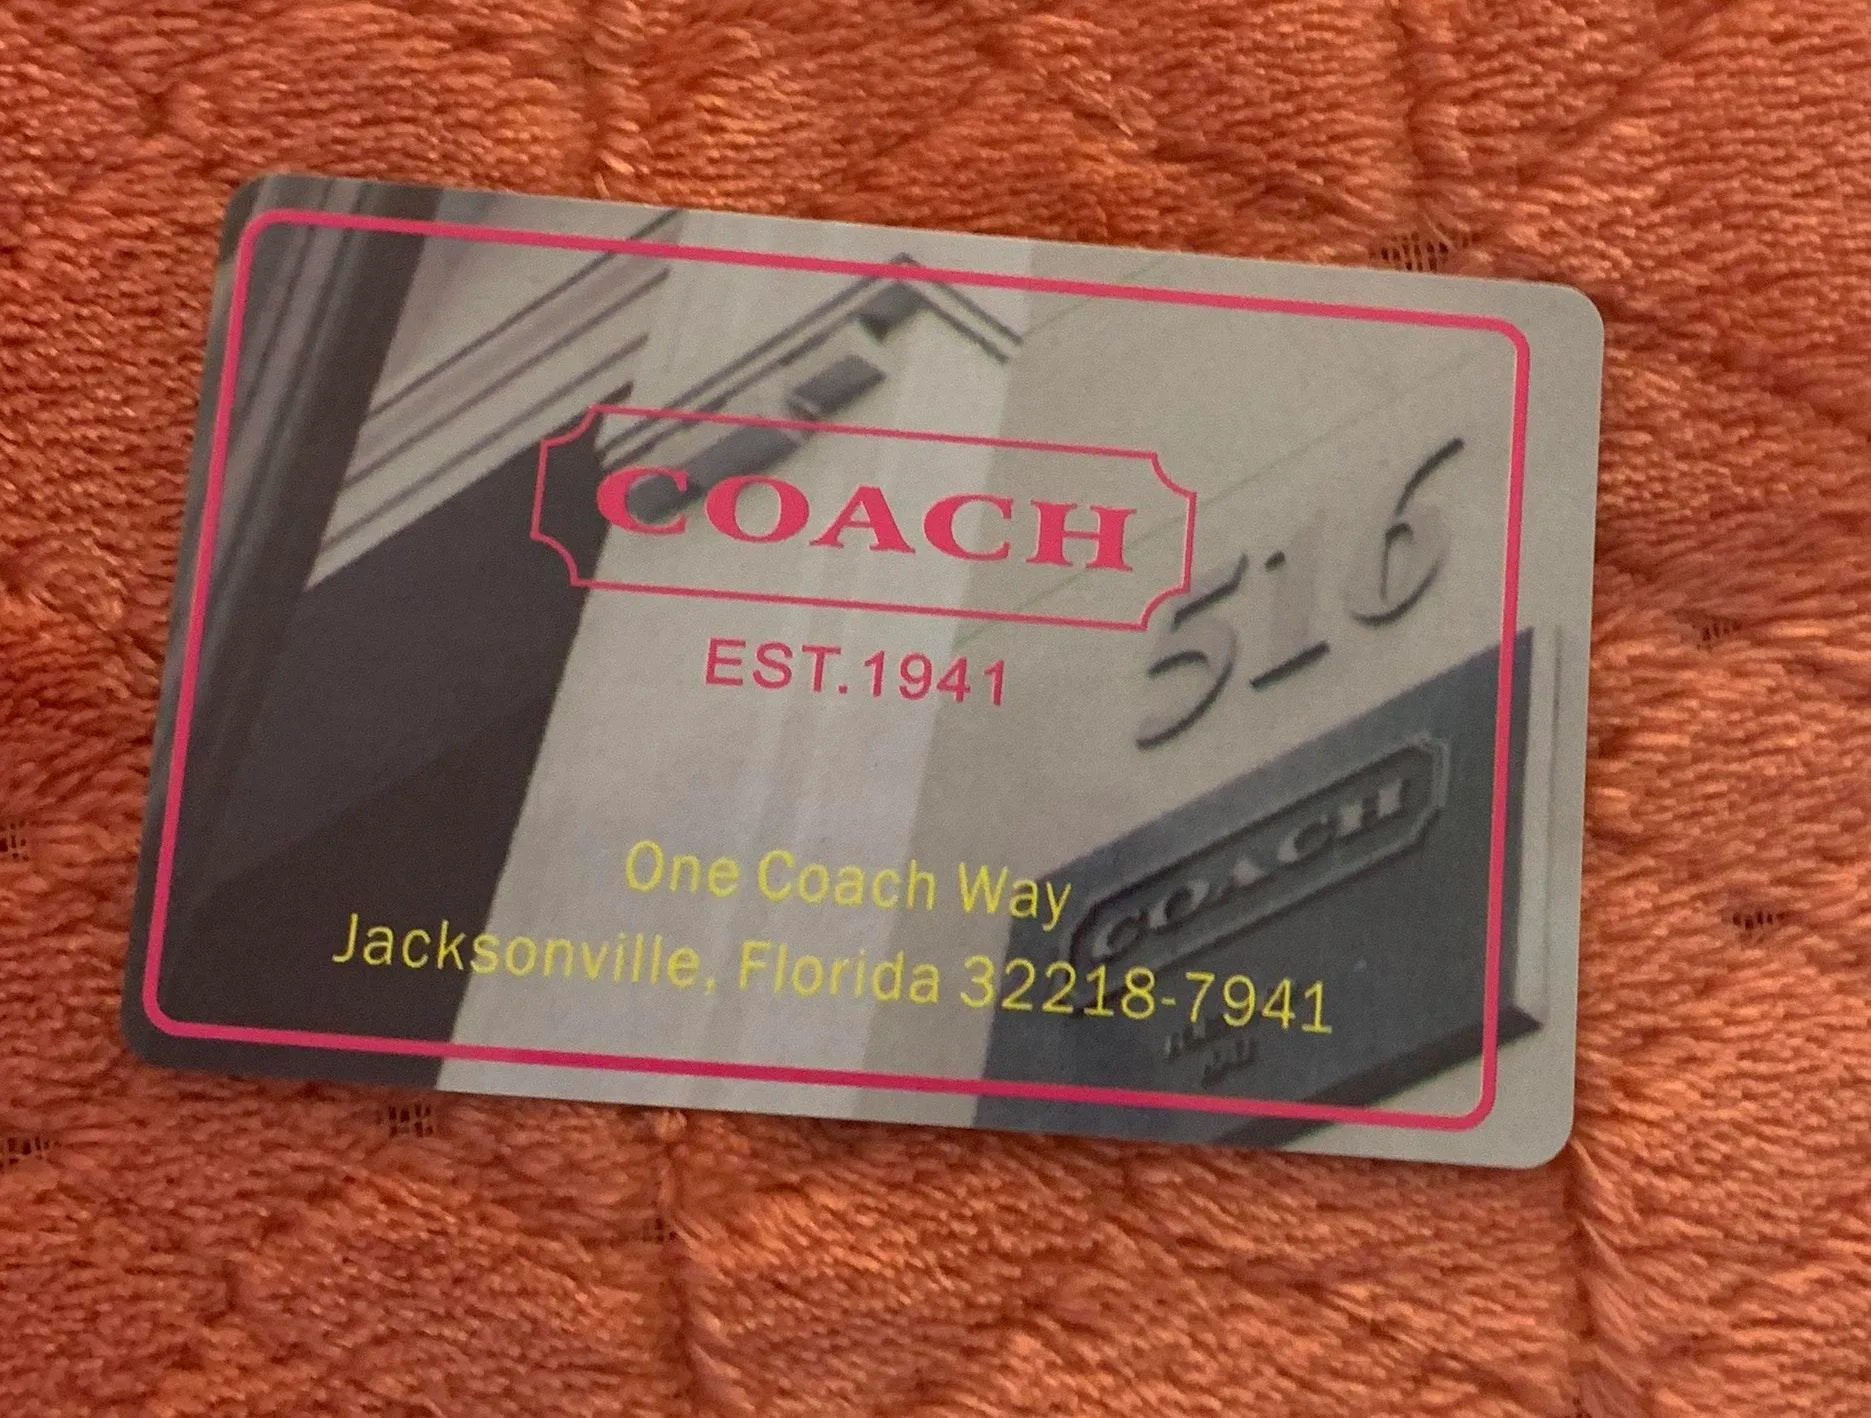 COACH
EST.1941
516
COACH
One Coach Way
Jacksonville, Florida 32218-7941